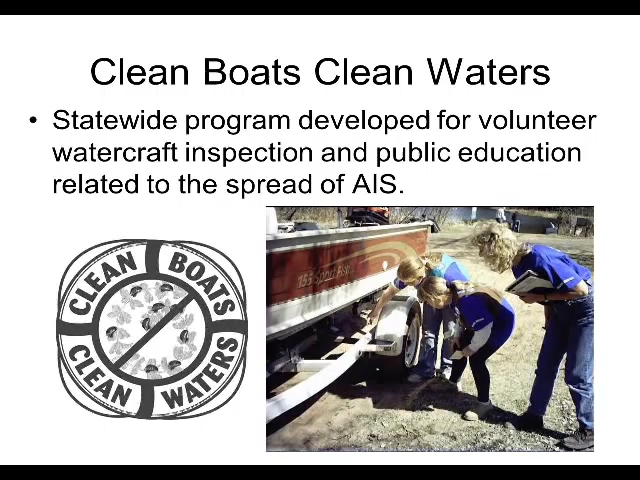 Clean Boats Clean Waters
• Statewide program developed for volunteer
watercraft inspection and public education
related to the spread of AIS.
CLEAN BOATS
CLEAN WATERS